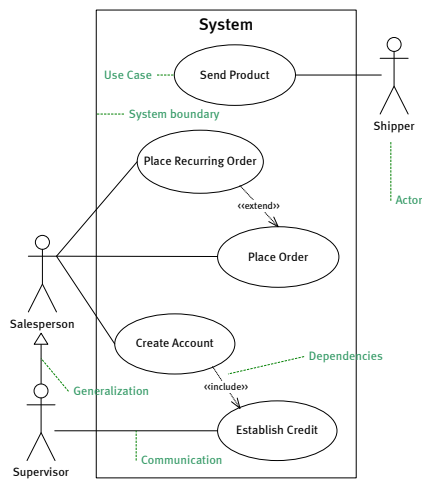 System
Use Case
Send Product
System boundary
Shipper
Place Recurring Order
Actor
<<extend>>
Place Order
Salesperson
Create Account
Dependencies
<<include>>
Generalization
Establish Credit
Communication
Supervisor